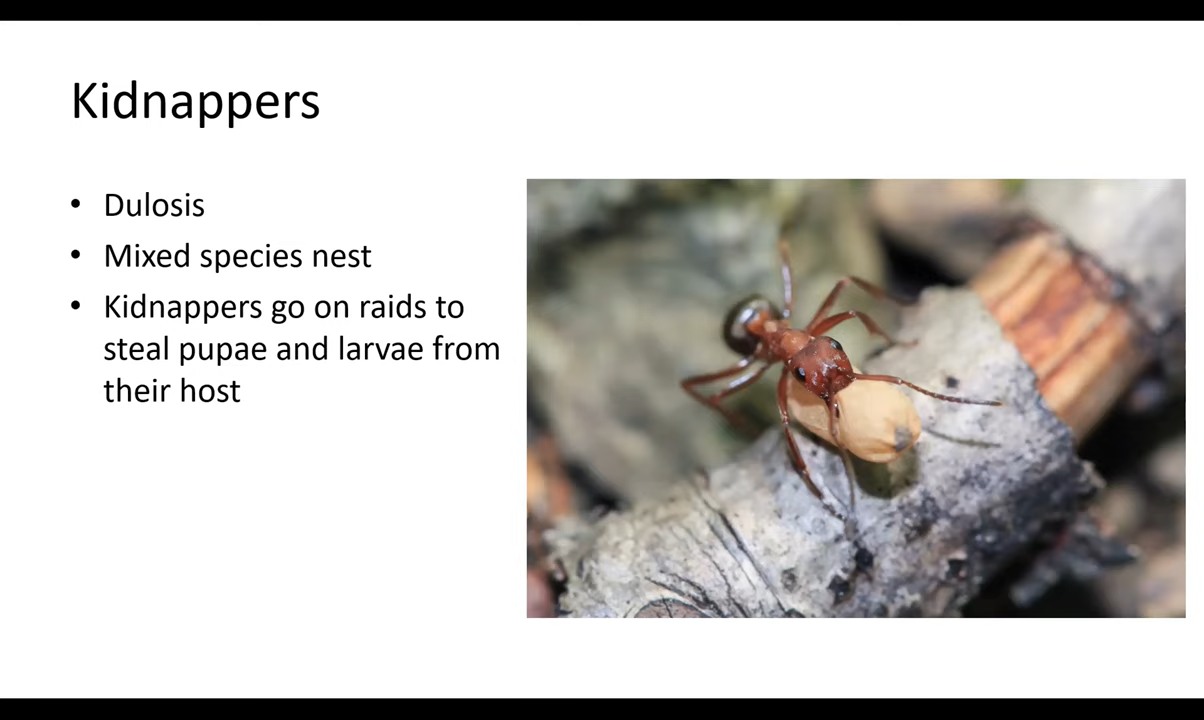 Kidnappers
• Dulosis
• Mixed species nest
• Kidnappers go on raids to
steal pupae and larvae from
their host